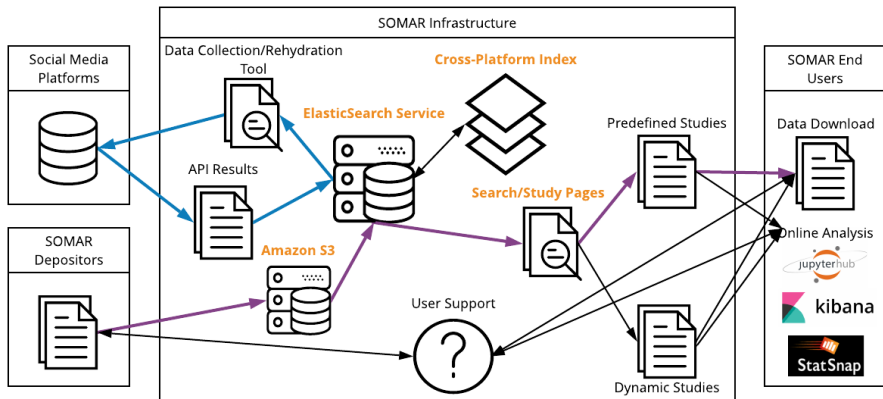 SOMAR Infrastructure
Social Media
Platforms
Data Collection/Rehydration
Tool
Cross-Platform Index
SOMAR End
Users
ElasticSearch Service
Predefined Studies
Data Download
API Results
Search/Study Pages
SOMAR
Depositors
Amazon S3
Online Analysis
jupyterhub
User Support
kibana
StatSnap
Dynamic Studies
?